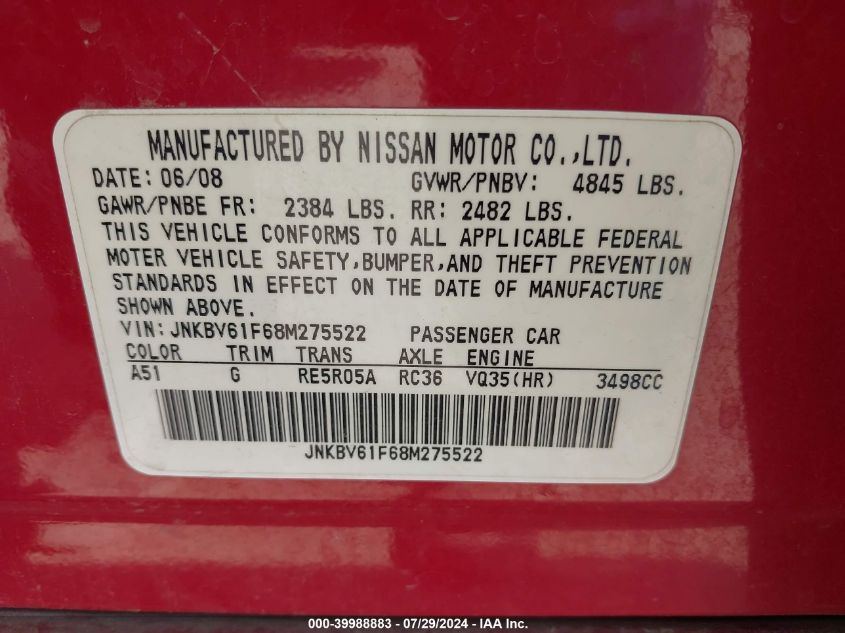 MANUFACTURED BY NISSAN MOTOR CO.,LTD.
DATE: 06/08 GVWR/PNBV: 4845 LBS.
GAWR/PNBE FR: 2384 LBS. RR: 2482 LBS.
THIS VEHICLE CONFORMS TO ALL APPLICABLE FEDERAL
MOTER VEHICLE SAFETY,BUMPER,AND THEFT PREVENTION
STANDARDS IN EFFECT ON THE DATE OF MANUFACTURE
SHOWN ABOVE.
VIN: JNKBV61F68M275522 PASSENGER CAR
COLOR TRIM TRANS AXLE ENGINE
A51 G RE5R05A RC36 VQ35(HR) 3498CC
JNKBV61F68M275522
000-39988883 - 07/29/2024 - IAA Inc.